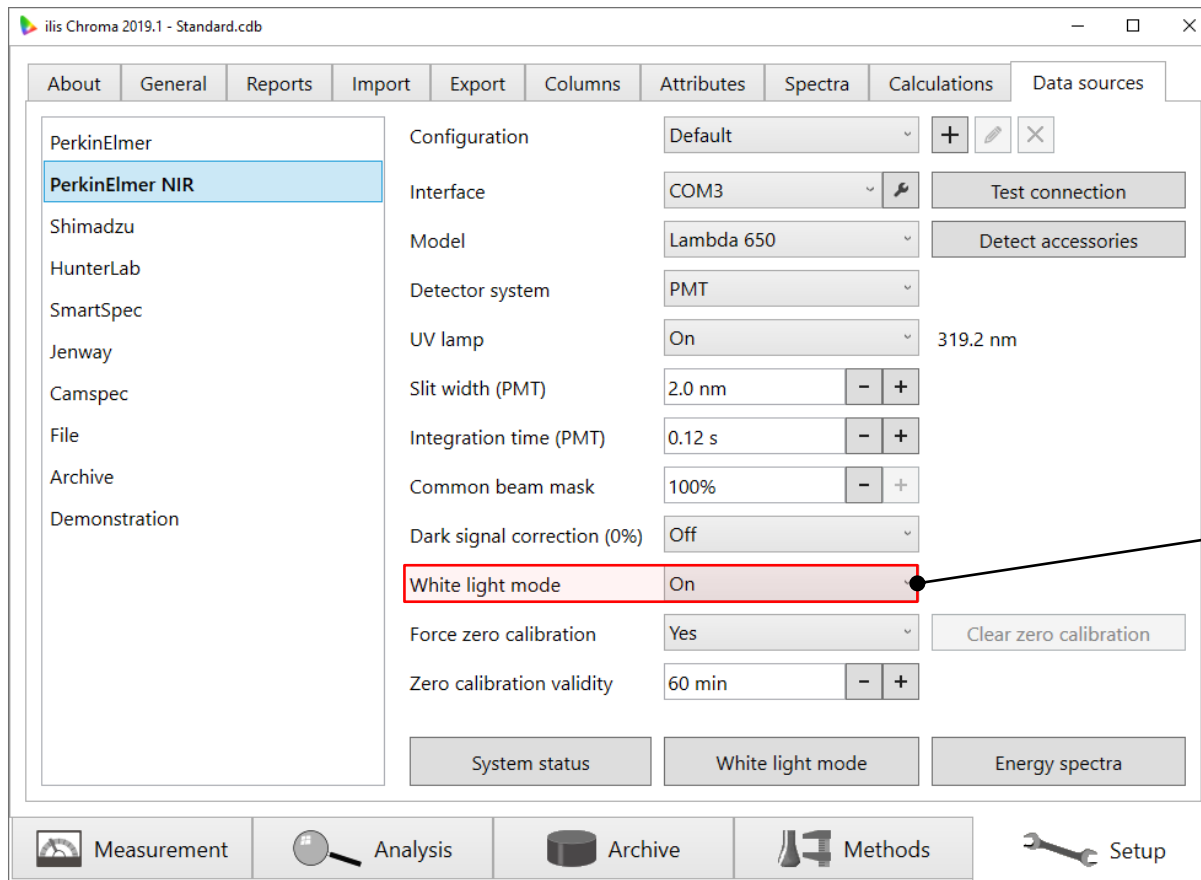 ilis Chroma 2019.1 - Standard.cdb
About General Reports Import Export Columns Attributes Spectra Calculations Data sources
PerkinElmer
PerkinElmer NIR
Shimadzu
HunterLab
SmartSpec
Jenway
Camspec
File
Archive
Demonstration
Configuration Default
Interface COM3 Test connection
Model Lambda 650 Detect accessories
Detector system PMT
UV lamp On 319.2 nm
Slit width (PMT) 2.0 nm - +
Integration time (PMT) 0.12 s - +
Common beam mask 100% - +
Dark signal correction (0%) Off
White light mode On
Force zero calibration Yes Clear zero calibration
Zero calibration validity 60 min - +
System status White light mode Energy spectra
Measurement Analysis Archive Methods Setup